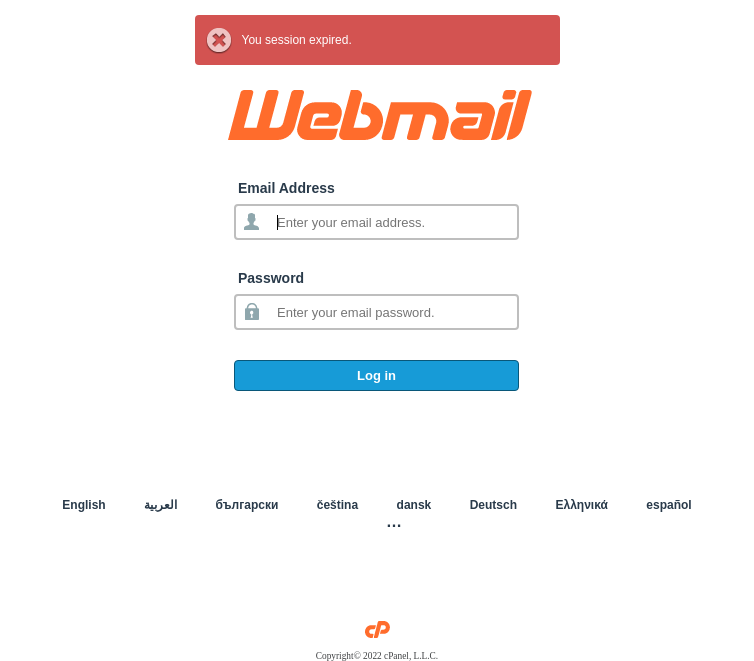 You session expired.
Webmail
Email Address
Enter your email address.
Password
Enter your email password.
Log in
English العربية български čeština dansk Deutsch Ελληνικά español
...
cP
Copyright© 2022 cPanel, L.L.C.